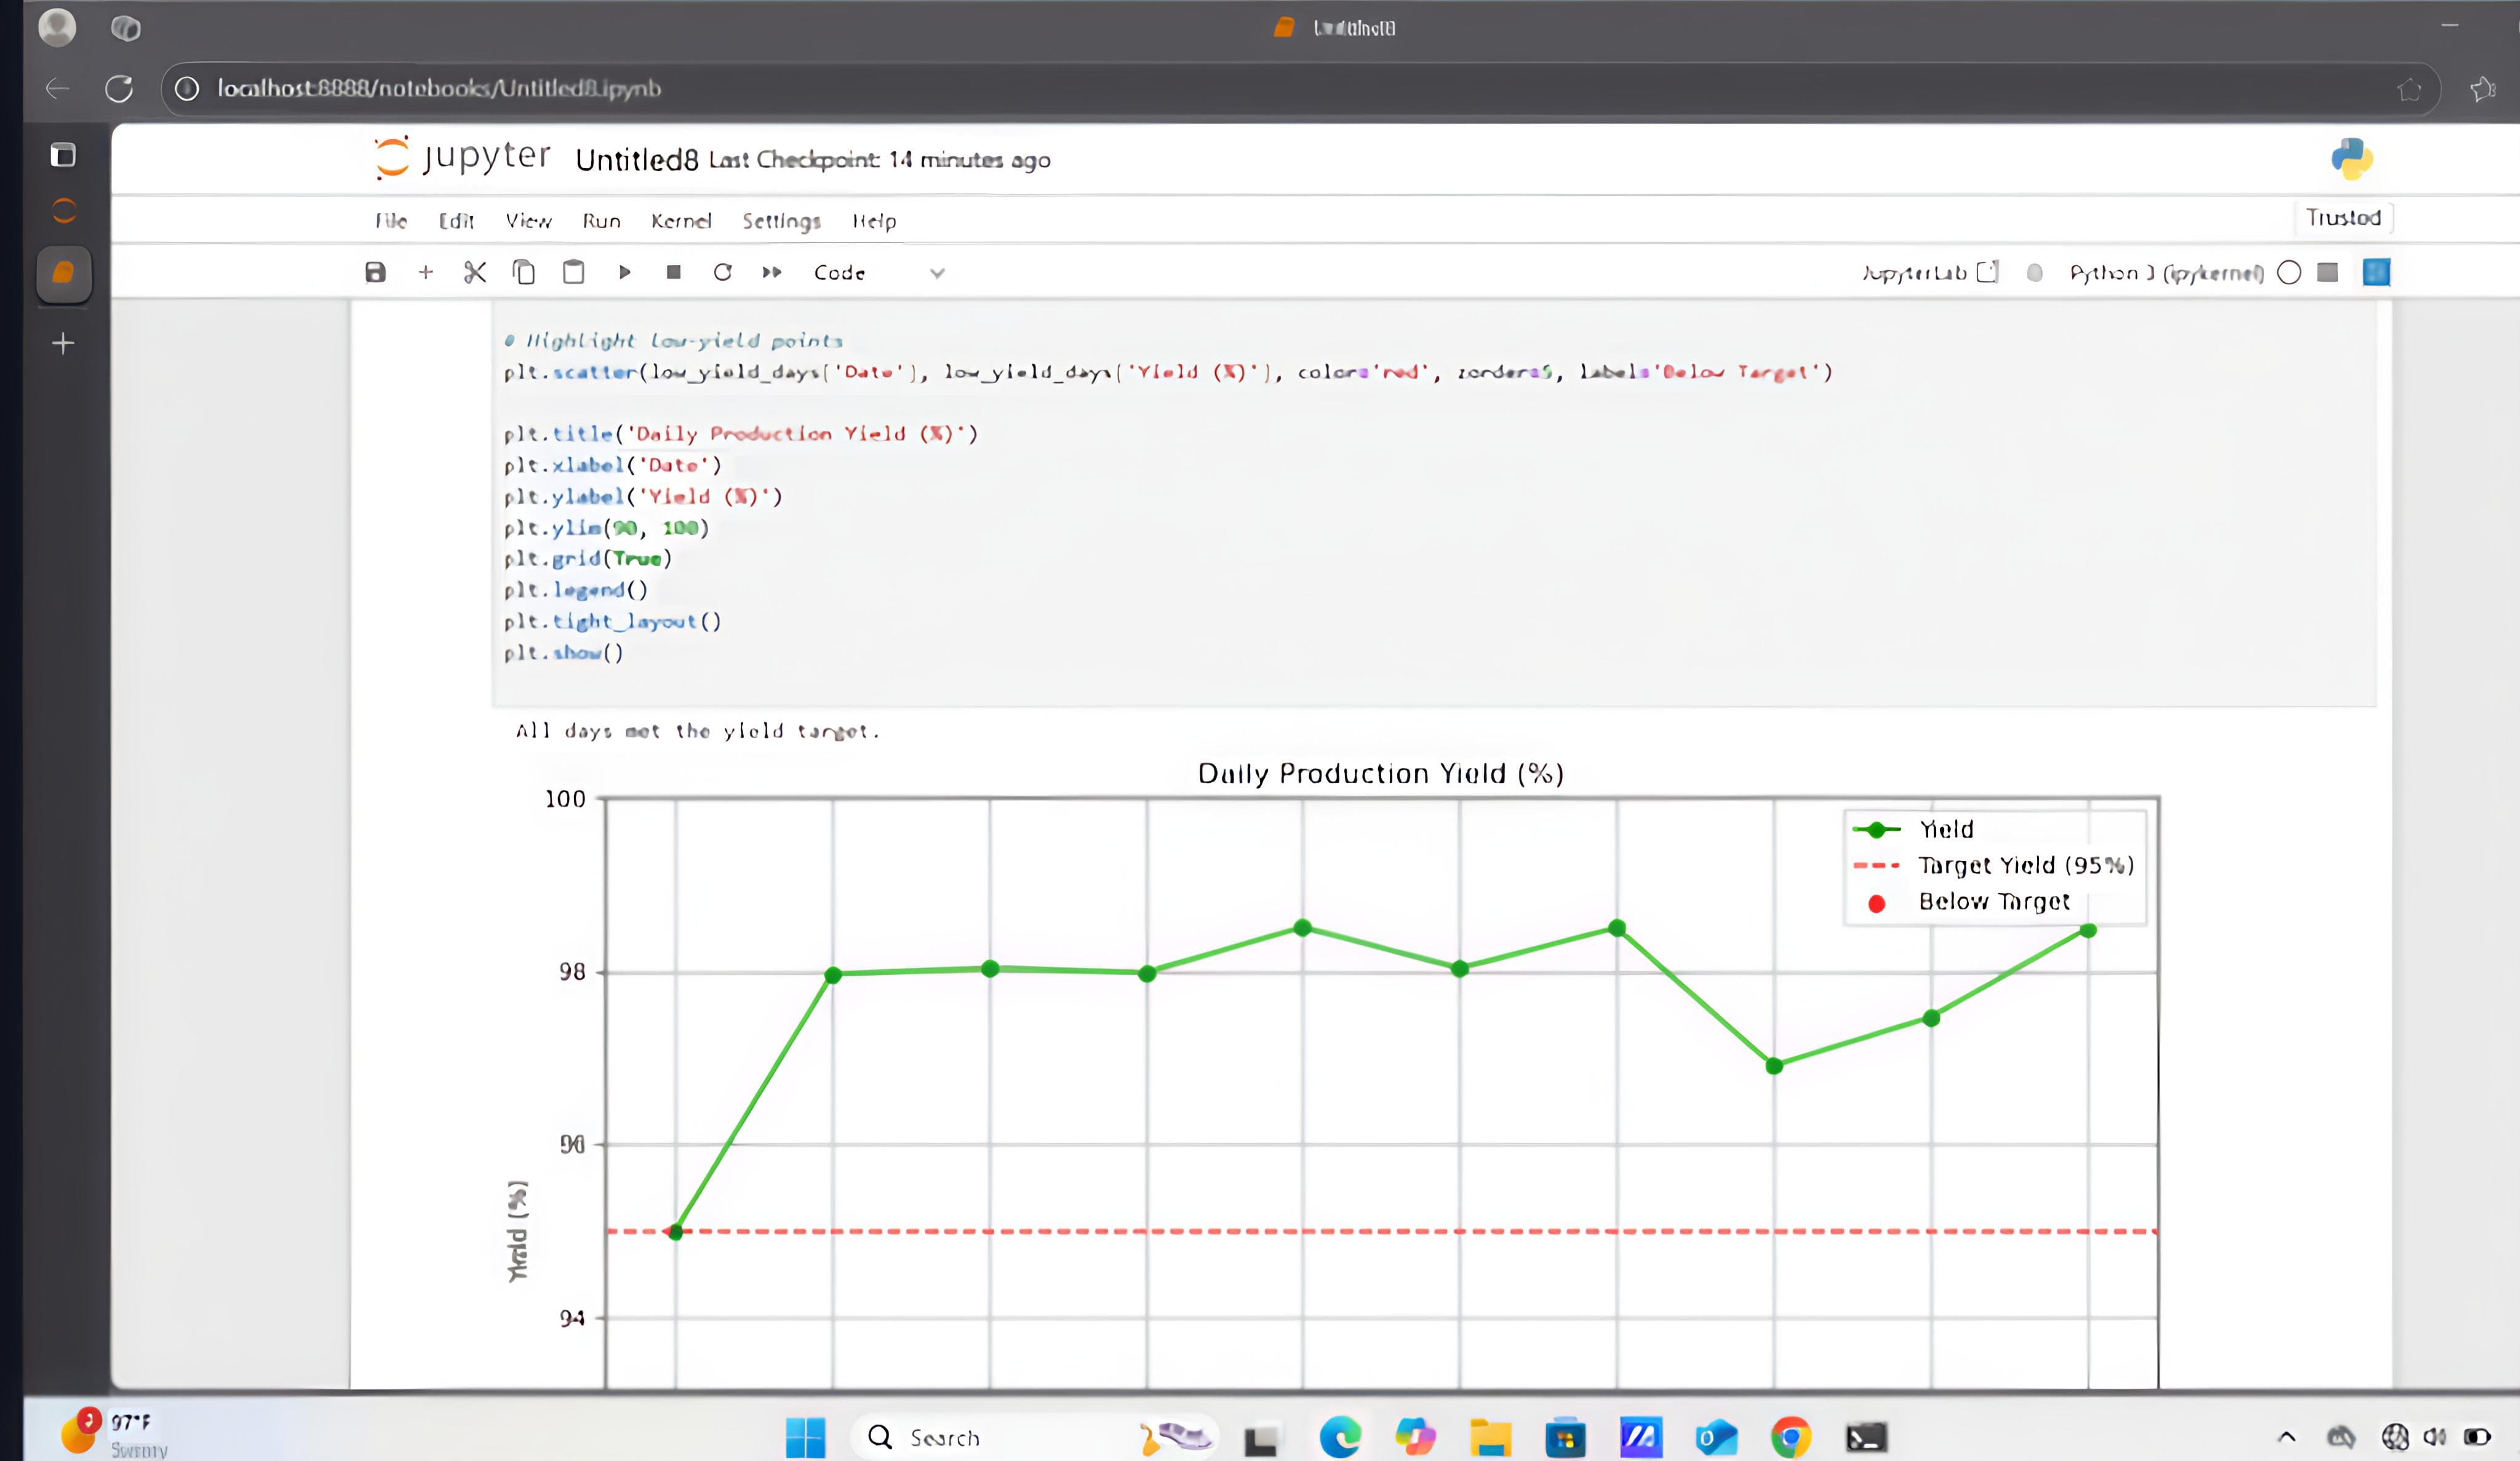 localhost:8888/notebooks/Untitled8.ipynb
jupyter Untitled8 Last Checkpoint: 14 minutes ago
File Edit View Run Kernel Settings Help
Trusted
Code
JupyterLab Python 3 (ipykernel)
# Highlight low-yield points
plt.scatter(low_yield_days['Date'], low_yield_days['Yield (%)'], color='red', zorder=5, label='Below Target')
plt.title('Daily Production Yield (%)')
plt.xlabel('Date')
plt.ylabel('Yield (%)')
plt.ylim(90, 100)
plt.grid(True)
plt.legend()
plt.tight_layout()
plt.show()
All days met the yield target.
Daily Production Yield (%)
100
Yield
Target Yield (95%)
Below Target
98
96
Yield (%)
94
97°F
Sunny
Search